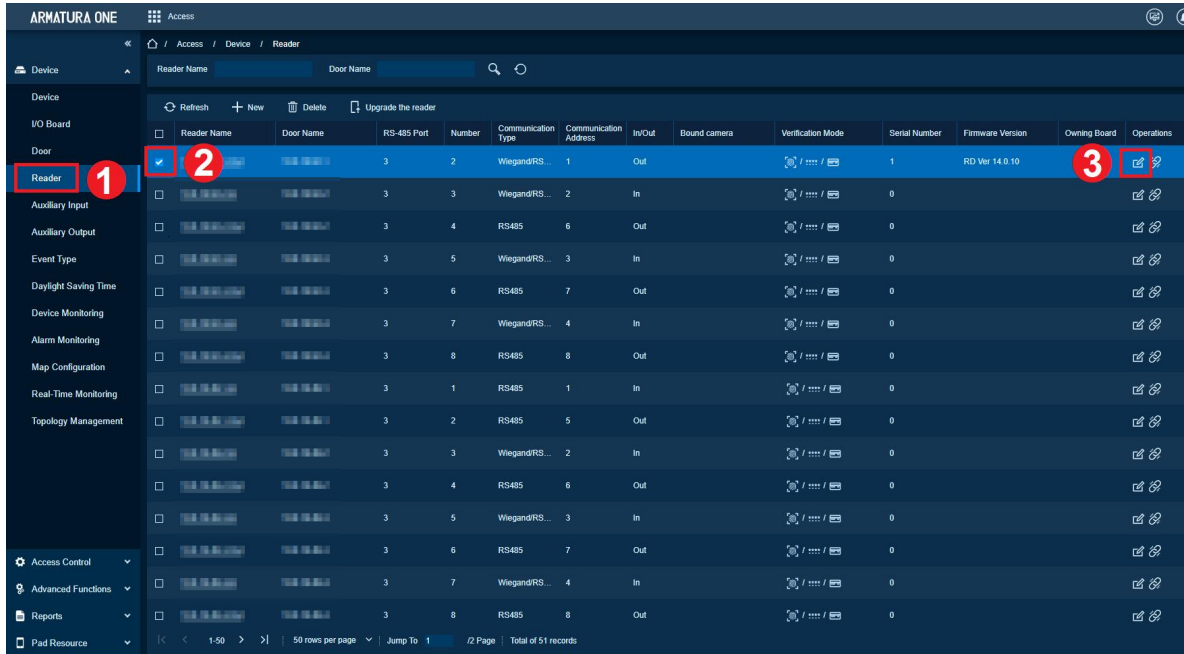 ARMATURA ONE
Access
Access / Device / Reader
Device
Reader Name
Door Name
Device
Refresh New Delete Upgrade the reader
I/O Board
Reader Name Door Name RS-485 Port Number Communication Type Communication Address In/Out Bound camera Verification Mode Serial Number Firmware Version Owning Board Operations
Door
2 3 2 Wiegand/RS... 1 Out 1 RD Ver 14.0.10 3
Reader 1
3 3 Wiegand/RS... 2 In 0
Auxiliary Input
Auxiliary Output
3 4 RS485 6 Out 0
Event Type
3 5 Wiegand/RS... 3 In 0
Daylight Saving Time
3 6 RS485 7 Out 0
Device Monitoring
3 7 Wiegand/RS... 4 In 0
Alarm Monitoring
3 8 RS485 8 Out 0
Map Configuration
Real-Time Monitoring
3 1 RS485 1 In 0
Topology Management
3 2 RS485 5 Out 0
3 3 Wiegand/RS... 2 In 0
3 4 RS485 6 Out 0
3 5 Wiegand/RS... 3 In 0
3 6 RS485 7 Out 0
Access Control
3 7 Wiegand/RS... 4 In 0
Advanced Functions
3 8 RS485 8 Out 0
Reports
1-50 50 rows per page Jump To 1 /2 Page Total of 51 records
Pad Resource